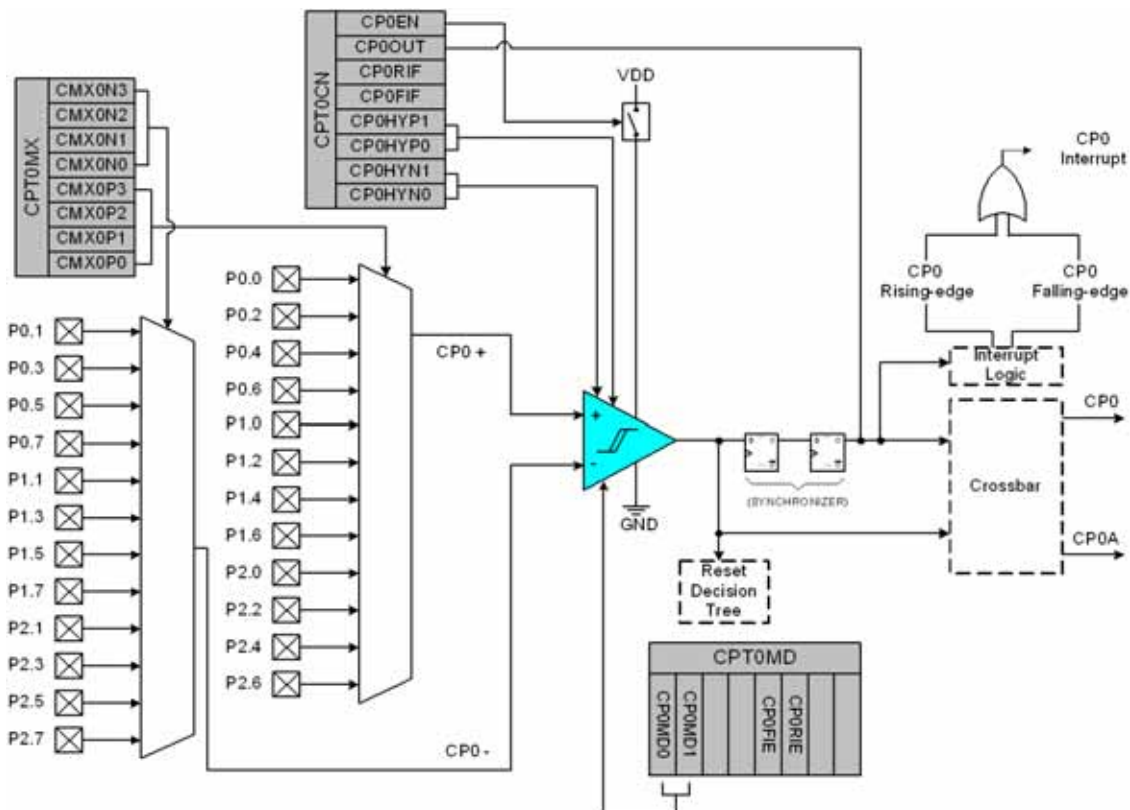 CPT0CN
CP0EN
CP0OUT
CP0RIF
CP0FIF
CP0HYP1
CP0HYP0
CP0HYN1
CP0HYN0
CPT0MX
CMX0N3
CMX0N2
CMX0N1
CMX0N0
CMX0P3
CMX0P2
CMX0P1
CMX0P0
VDD
CP0
Interrupt
CP0
Rising-edge
CP0
Falling-edge
Interrupt
Logic
P0.1
P0.3
P0.5
P0.7
P1.1
P1.3
P1.5
P1.7
P2.1
P2.3
P2.5
P2.7
P0.0
P0.2
P0.4
P0.6
P1.0
P1.2
P1.4
P1.6
P2.0
P2.2
P2.4
P2.6
CP0 +
CP0 -
+
-
GND
(SYNCHRONIZER)
Reset
Decision
Tree
Crossbar
CP0
CP0A
CPT0MD
CP0MD0
CP0MD1
CP0FIE
CP0RIE